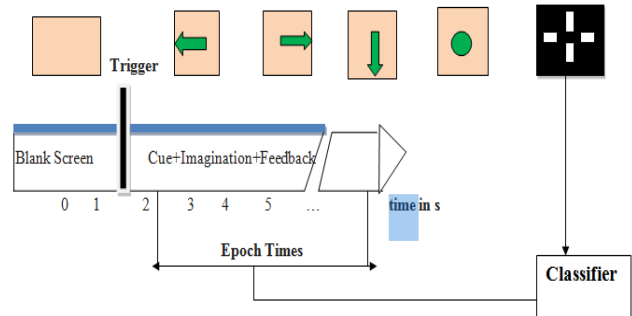 Trigger
Blank Screen
Cue+Imagination+Feedback
0 1 2 3 4 5 ... time in s
Epoch Times
Classifier